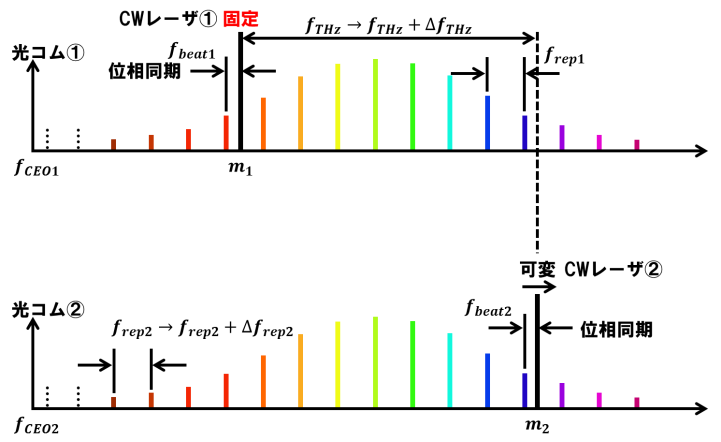 CWレーザ① 固定
f_THz → f_THz + Δf_THz
光コム①
f_beat1
位相同期
f_rep1
f_CEO1
m_1
可変 CWレーザ②
光コム②
f_rep2 → f_rep2 + Δf_rep2
f_beat2
位相同期
f_CEO2
m_2